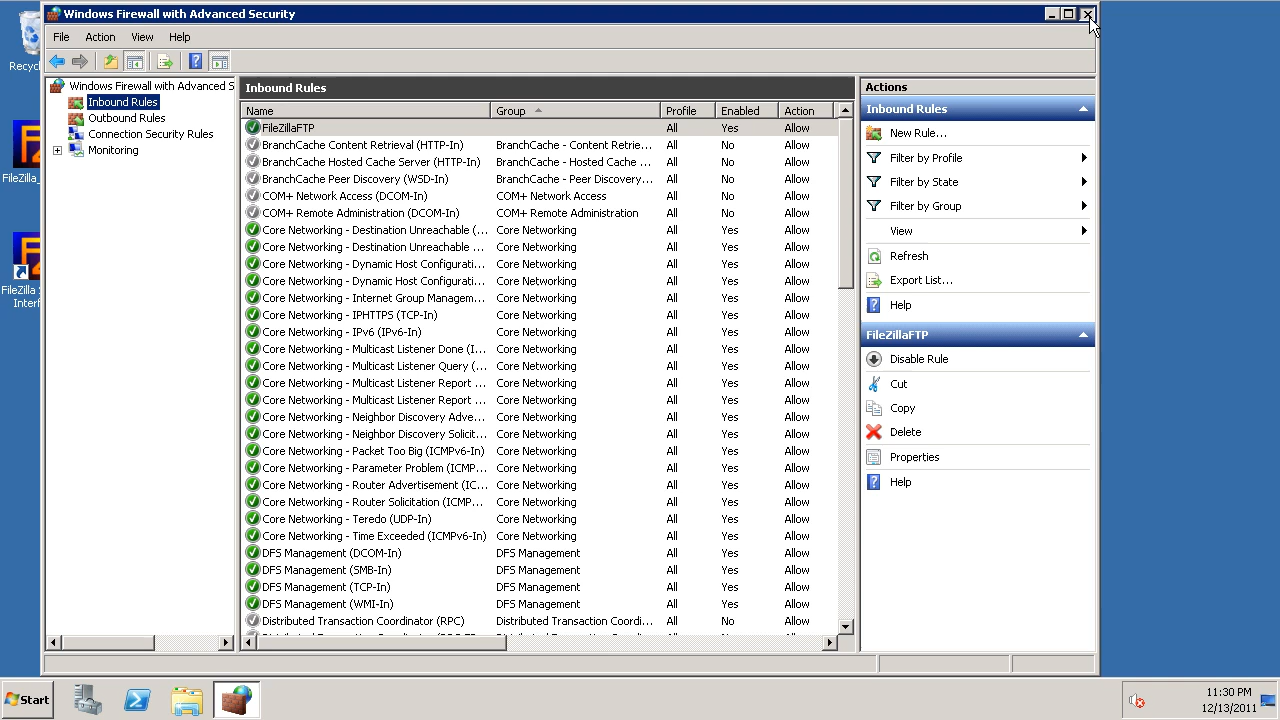 Windows Firewall with Advanced Security
File Action View Help
Windows Firewall with Advanced S
Inbound Rules
Outbound Rules
Connection Security Rules
Monitoring
Inbound Rules
Name Group Profile Enabled Action
FileZillaFTP All Yes Allow
BranchCache Content Retrieval (HTTP-In) BranchCache - Content Retrie... All No Allow
BranchCache Hosted Cache Server (HTTP-In) BranchCache - Hosted Cache ... All No Allow
BranchCache Peer Discovery (WSD-In) BranchCache - Peer Discovery... All No Allow
COM+ Network Access (DCOM-In) COM+ Network Access All No Allow
COM+ Remote Administration (DCOM-In) COM+ Remote Administration All No Allow
Core Networking - Destination Unreachable (... Core Networking All Yes Allow
Core Networking - Destination Unreachable ... Core Networking All Yes Allow
Core Networking - Dynamic Host Configurati... Core Networking All Yes Allow
Core Networking - Dynamic Host Configurati... Core Networking All Yes Allow
Core Networking - Internet Group Managem... Core Networking All Yes Allow
Core Networking - IPHTTPS (TCP-In) Core Networking All Yes Allow
Core Networking - IPv6 (IPv6-In) Core Networking All Yes Allow
Core Networking - Multicast Listener Done (I... Core Networking All Yes Allow
Core Networking - Multicast Listener Query (... Core Networking All Yes Allow
Core Networking - Multicast Listener Report ... Core Networking All Yes Allow
Core Networking - Multicast Listener Report ... Core Networking All Yes Allow
Core Networking - Neighbor Discovery Adve... Core Networking All Yes Allow
Core Networking - Neighbor Discovery Solicit... Core Networking All Yes Allow
Core Networking - Packet Too Big (ICMPv6-In) Core Networking All Yes Allow
Core Networking - Parameter Problem (ICMP... Core Networking All Yes Allow
Core Networking - Router Advertisement (IC... Core Networking All Yes Allow
Core Networking - Router Solicitation (ICMP... Core Networking All Yes Allow
Core Networking - Teredo (UDP-In) Core Networking All Yes Allow
Core Networking - Time Exceeded (ICMPv6-In) Core Networking All Yes Allow
DFS Management (DCOM-In) DFS Management All Yes Allow
DFS Management (SMB-In) DFS Management All Yes Allow
DFS Management (TCP-In) DFS Management All Yes Allow
DFS Management (WMI-In) DFS Management All Yes Allow
Distributed Transaction Coordinator (RPC) Distributed Transaction Coordi... All No Allow
Actions
Inbound Rules
New Rule...
Filter by Profile
Filter by State
Filter by Group
View
Refresh
Export List...
Help
FileZillaFTP
Disable Rule
Cut
Copy
Delete
Properties
Help
Recycl
FileZilla_
FileZilla S
Interf
Start
11:30 PM
12/13/2011